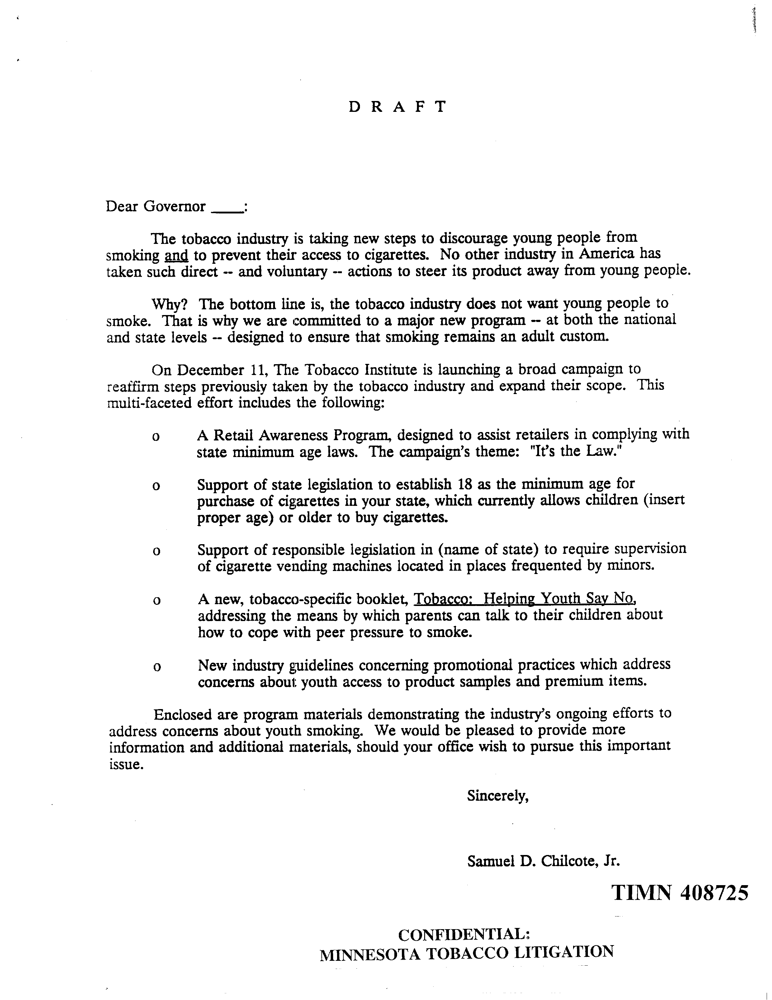 D R A F T
Dear Governor ____:
The tobacco industry is taking new steps to discourage young people from
smoking and to prevent their access to cigarettes. No other industry in America has
taken such direct -- and voluntary -- actions to steer its product away from young people.
Why? The bottom line is, the tobacco industry does not want young people to
smoke. That is why we are committed to a major new program -- at both the national
and state levels -- designed to ensure that smoking remains an adult custom.
On December 11, The Tobacco Institute is launching a broad campaign to
reaffirm steps previously taken by the tobacco industry and expand their scope. This
multi-faceted effort includes the following:
o A Retail Awareness Program, designed to assist retailers in complying with
state minimum age laws. The campaign's theme: "It's the Law."
o Support of state legislation to establish 18 as the minimum age for
purchase of cigarettes in your state, which currently allows children (insert
proper age) or older to buy cigarettes.
o Support of responsible legislation in (name of state) to require supervision
of cigarette vending machines located in places frequented by minors.
o A new, tobacco-specific booklet, Tobacco: Helping Youth Say No,
addressing the means by which parents can talk to their children about
how to cope with peer pressure to smoke.
o New industry guidelines concerning promotional practices which address
concerns about youth access to product samples and premium items.
Enclosed are program materials demonstrating the industry's ongoing efforts to
address concerns about youth smoking. We would be pleased to provide more
information and additional materials, should your office wish to pursue this important
issue.
Sincerely,
Samuel D. Chilcote, Jr.
TIMN 408725
CONFIDENTIAL:
MINNESOTA TOBACCO LITIGATION